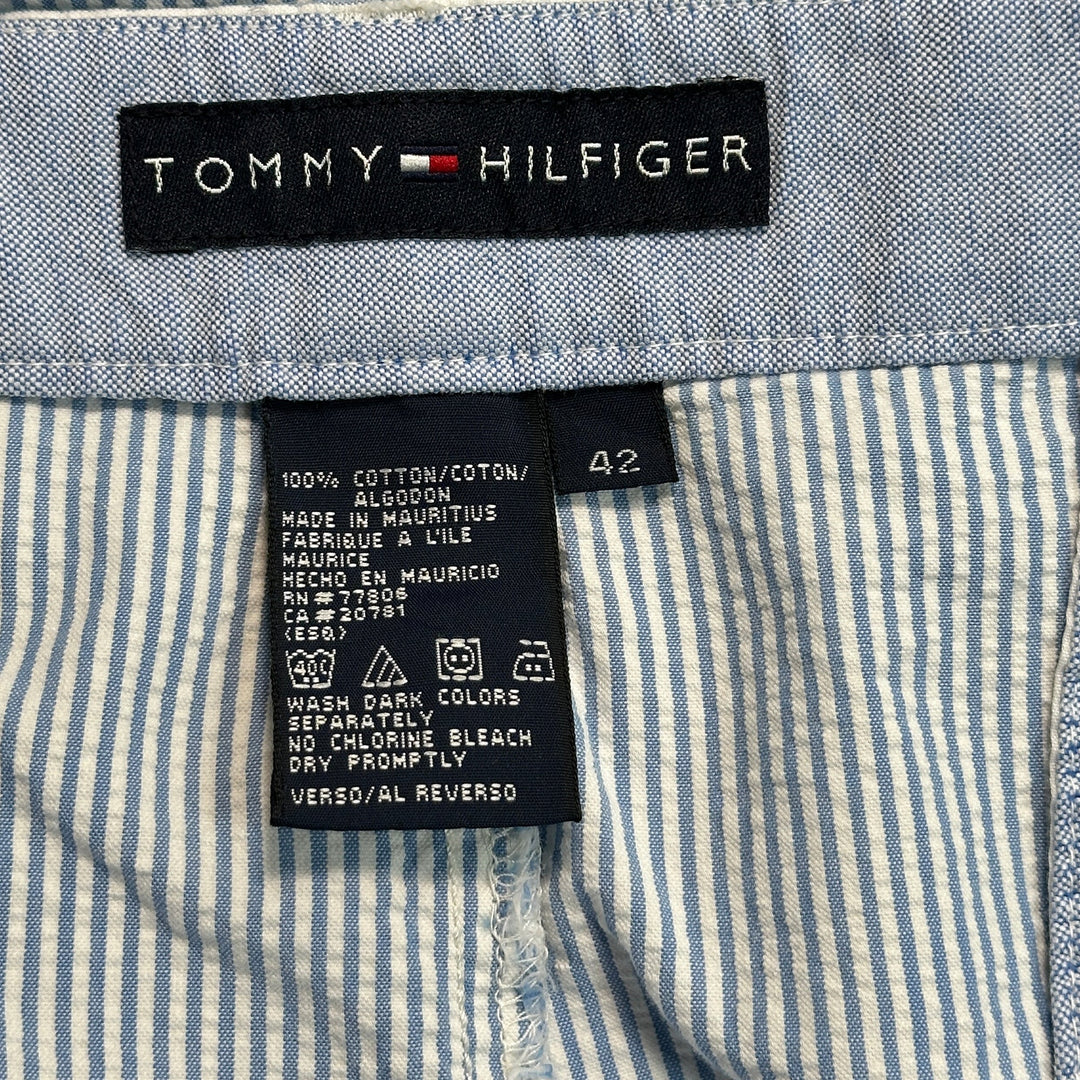 TOMMY HILFIGER
42
100% COTTON/COTON/
ALGODON
MADE IN MAURITIUS
FABRIQUE A L'ILE
MAURICE
HECHO EN MAURICIO
RN#77806
CA#20781
(ESQ)
40C
WASH DARK COLORS
SEPARATELY
NO CHLORINE BLEACH
DRY PROMPTLY
VERSO/AL REVERSO